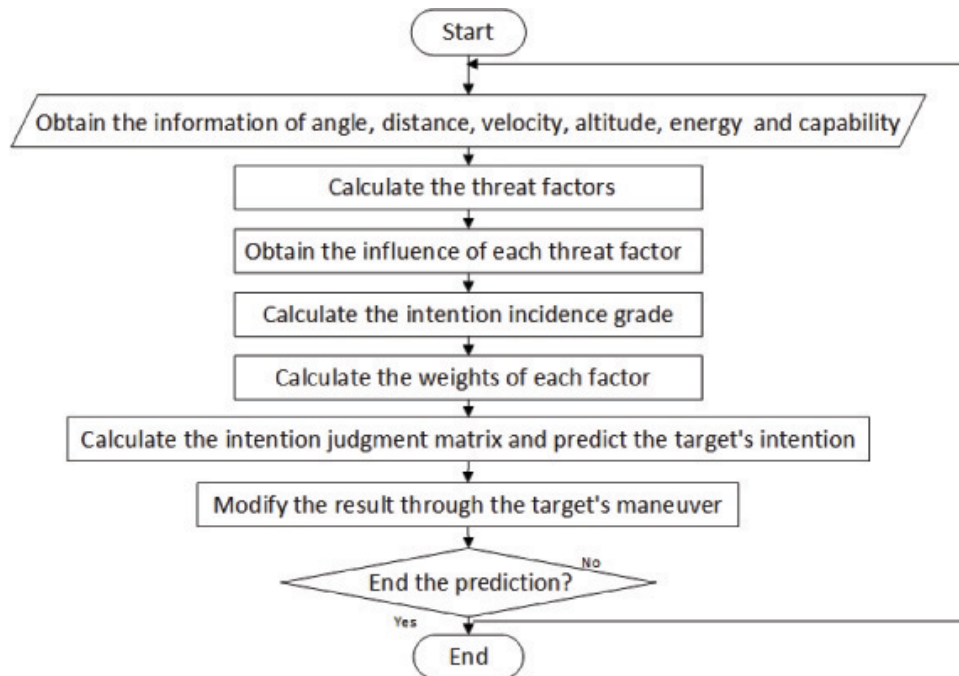 Start
Obtain the information of angle, distance, velocity, altitude, energy and capability
Calculate the threat factors
Obtain the influence of each threat factor
Calculate the intention incidence grade
Calculate the weights of each factor
Calculate the intention judgment matrix and predict the target's intention
Modify the result through the target's maneuver
No
End the prediction?
Yes
End